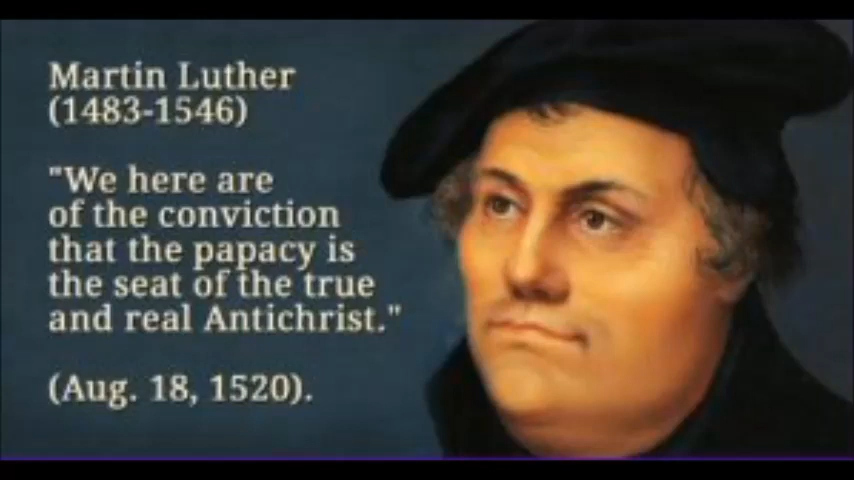 Martin Luther
(1483-1546)
"We here are
of the conviction
that the papacy is
the seat of the true
and real Antichrist."
(Aug. 18, 1520).